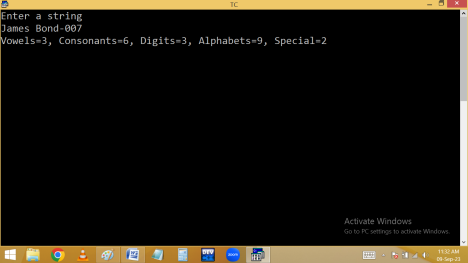 TC
Enter a string
James Bond-007
Vowels=3, Consonants=6, Digits=3, Alphabets=9, Special=2
Activate Windows
Go to PC settings to activate Windows.
11:32 AM
08-Sep-23